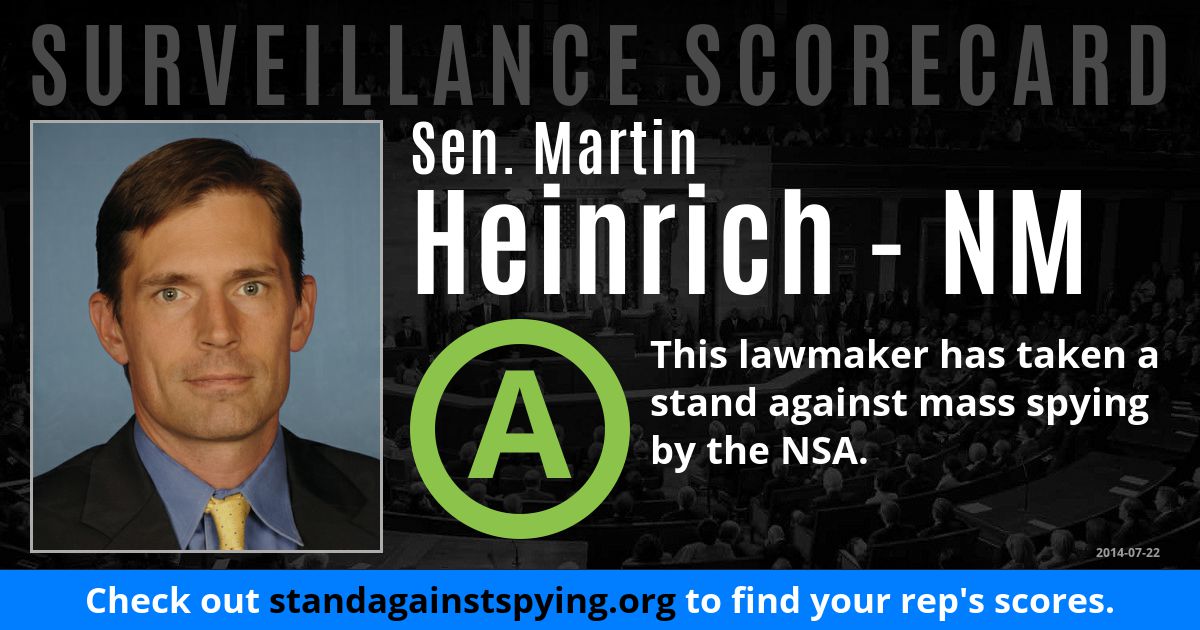 SURVEILLANCE SCORECARD
Sen. Martin
Heinrich - NM
A
This lawmaker has taken a
stand against mass spying
by the NSA.
2014-07-22
Check out standagainstspying.org to find your rep's scores.